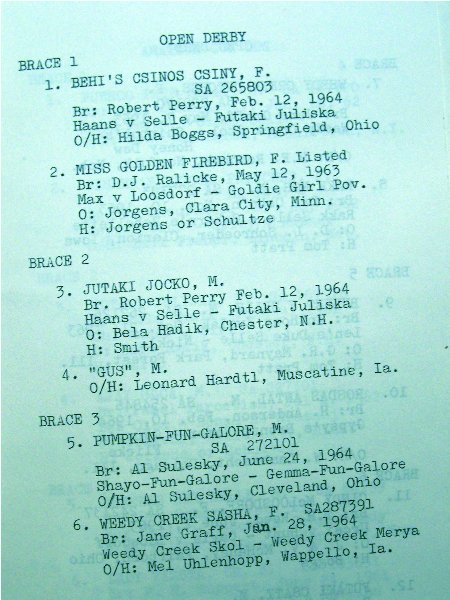 OPEN DERBY
BRACE 1
1. BEHI'S CSINOS CSINY, F.
SA 265803
Br: Robert Perry, Feb. 12, 1964
Haans v Selle - Futaki Juliska
O/H: Hilda Boggs, Springfield, Ohio
2. MISS GOLDEN FIREBIRD, F. Listed
Br: D.J. Ralicke, May 12, 1963
Max v Loosdorf - Goldie Girl Pov.
O: Jorgens, Clara City, Minn.
H: Jorgens or Schultze
BRACE 2
3. JUTAKI JOCKO, M.
Br. Robert Perry Feb. 12, 1964
Haans v Selle - Futaki Juliska
O: Bela Hadik, Chester, N.H.
H: Smith
4. "GUS", M.
O/H: Leonard Hardtl, Muscatine, Ia.
BRACE 3
5. PUMPKIN-FUN-GALORE, M.
SA 272101
Br: Al Sulesky, June 24, 1964
Shayo-Fun-Galore - Gemma-Fun-Galore
O/H: Al Sulesky, Cleveland, Ohio
6. WEEDY CREEK SASHA, F. SA287391
Br: Jane Graff, Jan. 28, 1964
Weedy Creek Skol - Weedy Creek Merya
O/H: Mel Uhlenhopp, Wappello, Ia.